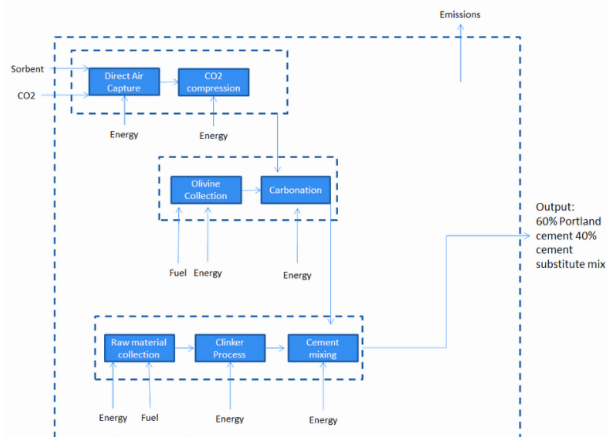 Emissions
Sorbent
CO2
Direct Air
Capture
CO2
compression
Energy
Energy
Olivine
Collection
Carbonation
Fuel
Energy
Energy
Output:
60% Portland
cement 40%
cement
substitute mix
Raw material
collection
Clinker
Process
Cement
mixing
Energy
Fuel
Energy
Energy